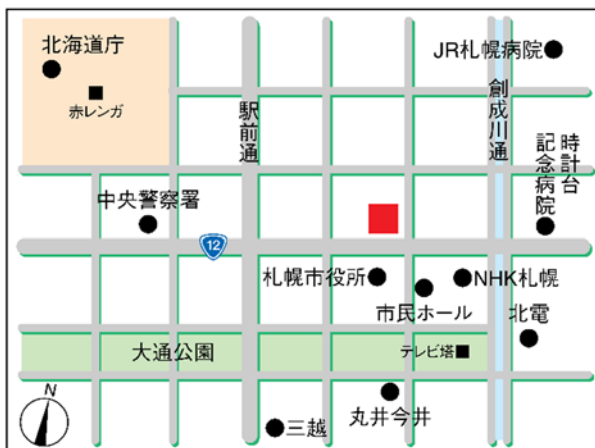 北海道庁
赤レンガ
駅前通
JR札幌病院
創成川通
時計台
記念病院
中央警察署
12
札幌市役所
NHK札幌
市民ホール
北電
大通公園
テレビ塔
丸井今井
三越
N